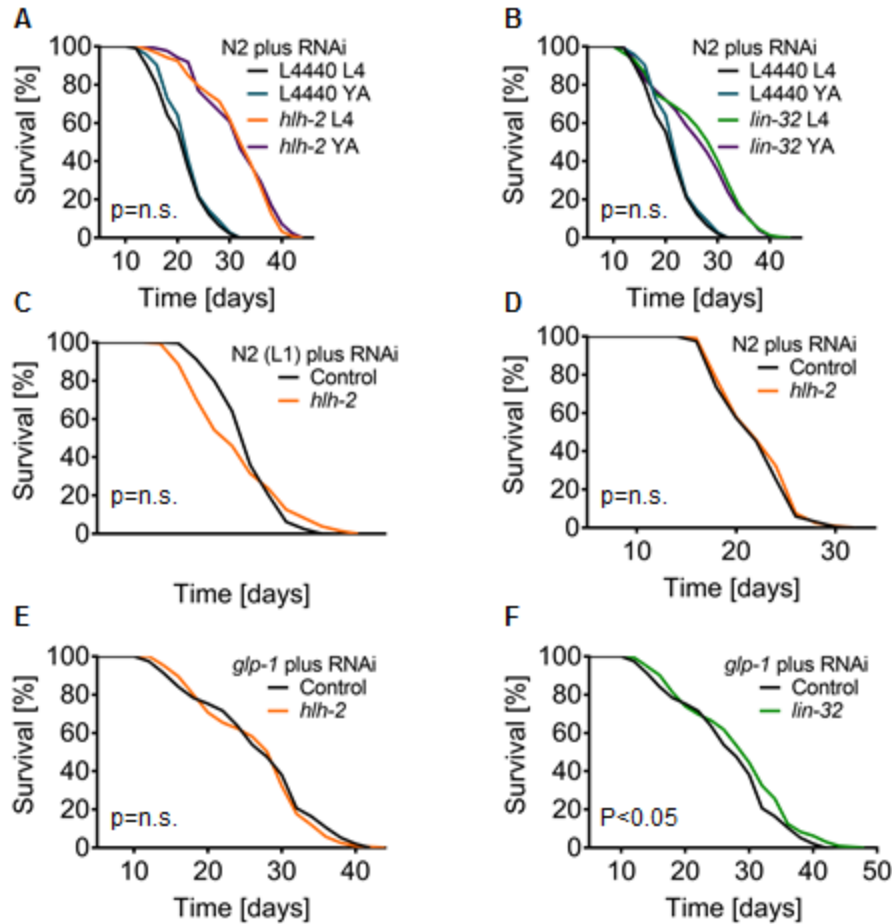 A
100
80
60
40
20
0
Survival [%]
N2 plus RNAi
L4440 L4
L4440 YA
hlh-2 L4
hlh-2 YA
p=n.s.
10 20 30 40
Time [days]
B
100
80
60
40
20
0
Survival [%]
N2 plus RNAi
L4440 L4
L4440 YA
lin-32 L4
lin-32 YA
p=n.s.
10 20 30 40
Time [days]
C
100
80
60
40
20
0
Survival [%]
N2 (L1) plus RNAi
Control
hlh-2
p=n.s.
Time [days]
D
100
80
60
40
20
0
Survival [%]
N2 plus RNAi
Control
hlh-2
p=n.s.
10 20 30
Time [days]
E
100
80
60
40
20
0
Survival [%]
glp-1 plus RNAi
Control
hlh-2
p=n.s.
10 20 30 40
Time [days]
F
100
80
60
40
20
0
Survival [%]
glp-1 plus RNAi
Control
lin-32
P<0.05
10 20 30 40 50
Time [days]